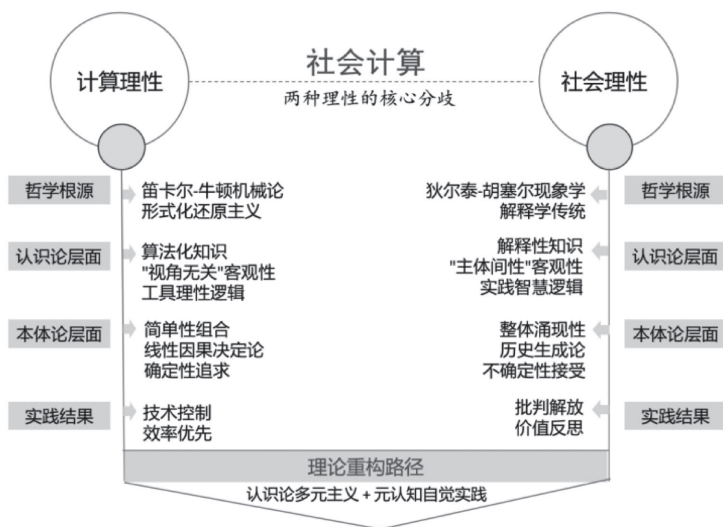 计算理性
社会计算
两种理性的核心分歧
社会理性
哲学根源
笛卡尔-牛顿机械论
形式化还原主义
狄尔泰-胡塞尔现象学
解释学传统
哲学根源
认识论层面
算法化知识
"视角无关"客观性
工具理性逻辑
解释性知识
"主体间性"客观性
实践智慧逻辑
认识论层面
本体论层面
简单性组合
线性因果决定论
确定性追求
整体涌现性
历史生成论
不确定性接受
本体论层面
实践结果
技术控制
效率优先
批判解放
价值反思
实践结果
理论重构路径
认识论多元主义 + 元认知自觉实践